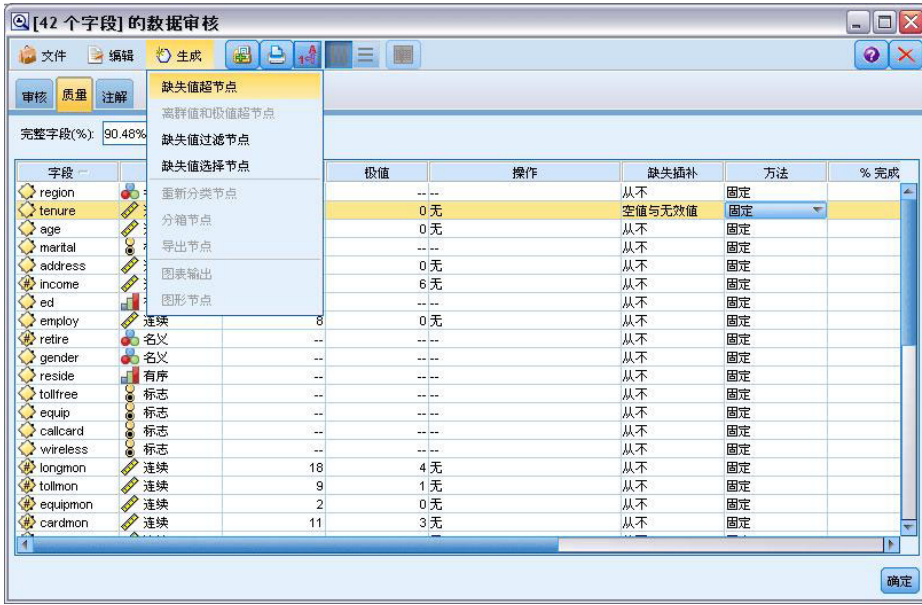 [42 个字段] 的数据审核
文件 编辑 生成
审核 质量 注解
缺失值超节点
离群值和极值超节点
缺失值过滤节点
缺失值选择节点
重新分类节点
分箱节点
导出节点
图表输出
图形节点
完整字段(%): 90.48%
字段 极值 操作 缺失插补 方法 % 完成
region -- -- 从不 固定
tenure 0 无 空值与无效值 固定
age 0 无 从不 固定
marital -- -- 从不 固定
address 0 无 从不 固定
income 6 无 从不 固定
ed -- -- 从不 固定
employ 连续 8 0 无 从不 固定
retire 名义 -- -- -- 从不 固定
gender 名义 -- -- -- 从不 固定
reside 有序 -- -- -- 从不 固定
tollfree 标志 -- -- -- 从不 固定
equip 标志 -- -- -- 从不 固定
callcard 标志 -- -- -- 从不 固定
wireless 标志 -- -- -- 从不 固定
longmon 连续 18 4 无 从不 固定
tollmon 连续 9 1 无 从不 固定
equipmon 连续 2 0 无 从不 固定
cardmon 连续 11 3 无 从不 固定
确定